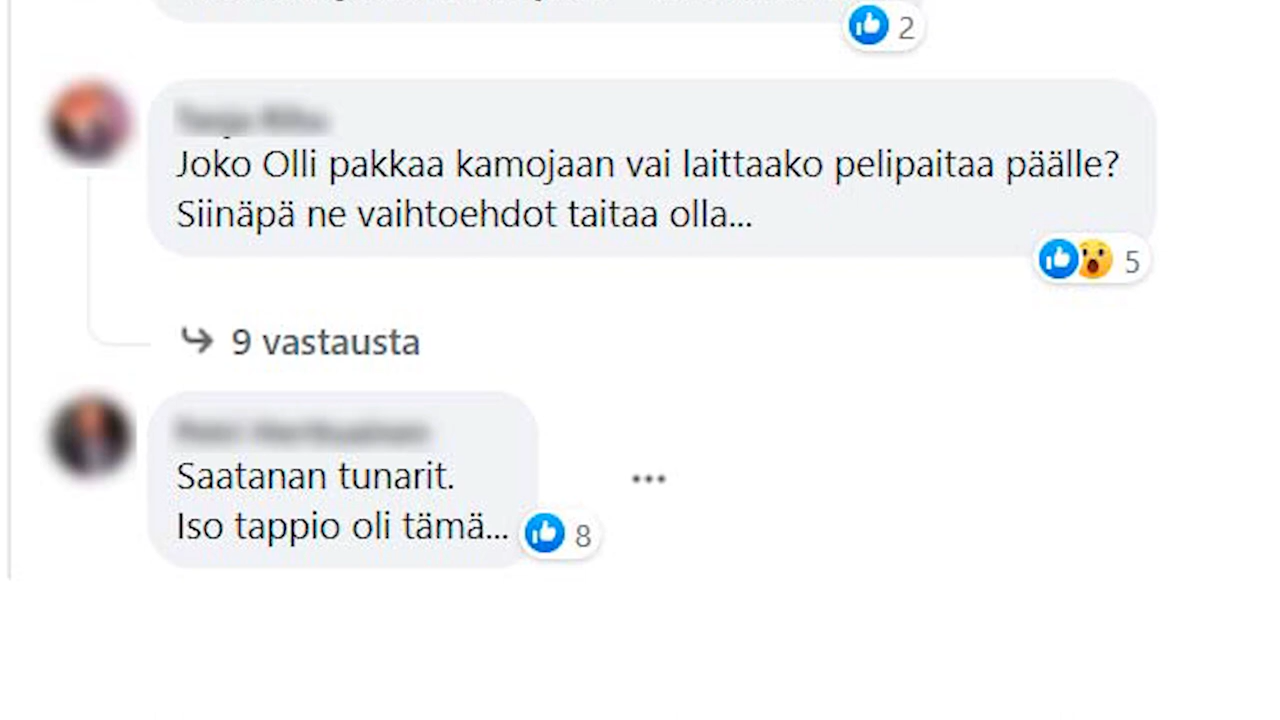 2
Joko Olli pakkaa kamojaan vai laittaako pelipaitaa päälle?
Siinäpä ne vaihtoehdot taitaa olla...
5
9 vastausta
Saatanan tunarit.
Iso tappio oli tämä...
8